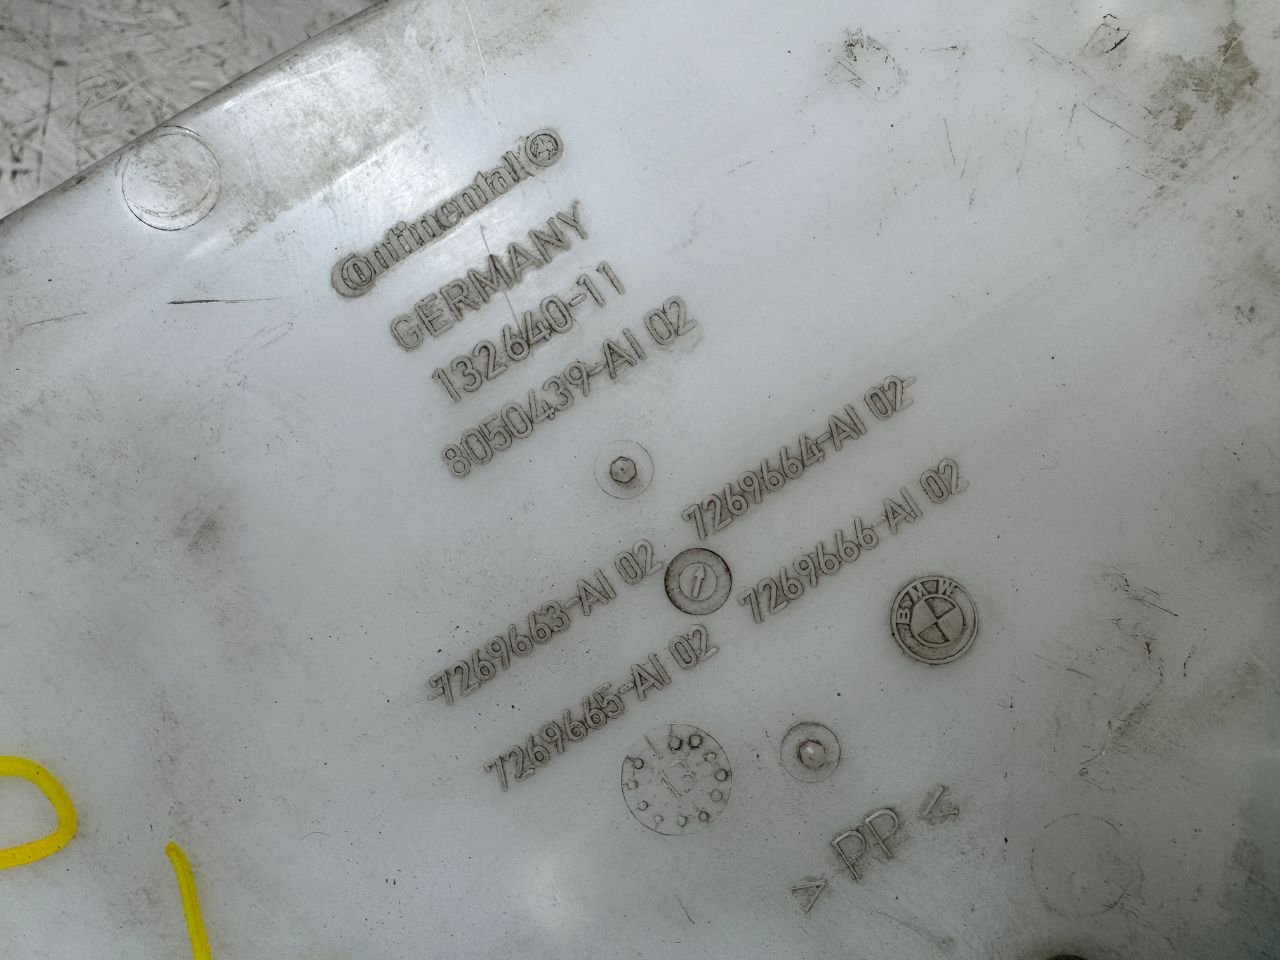 Continental
GERMANY
132640-11
8050439-AI 02
7269664-AI 02
7269663-AI 02
7269666-AI 02
7269665-AI 02
BMW
> PP <